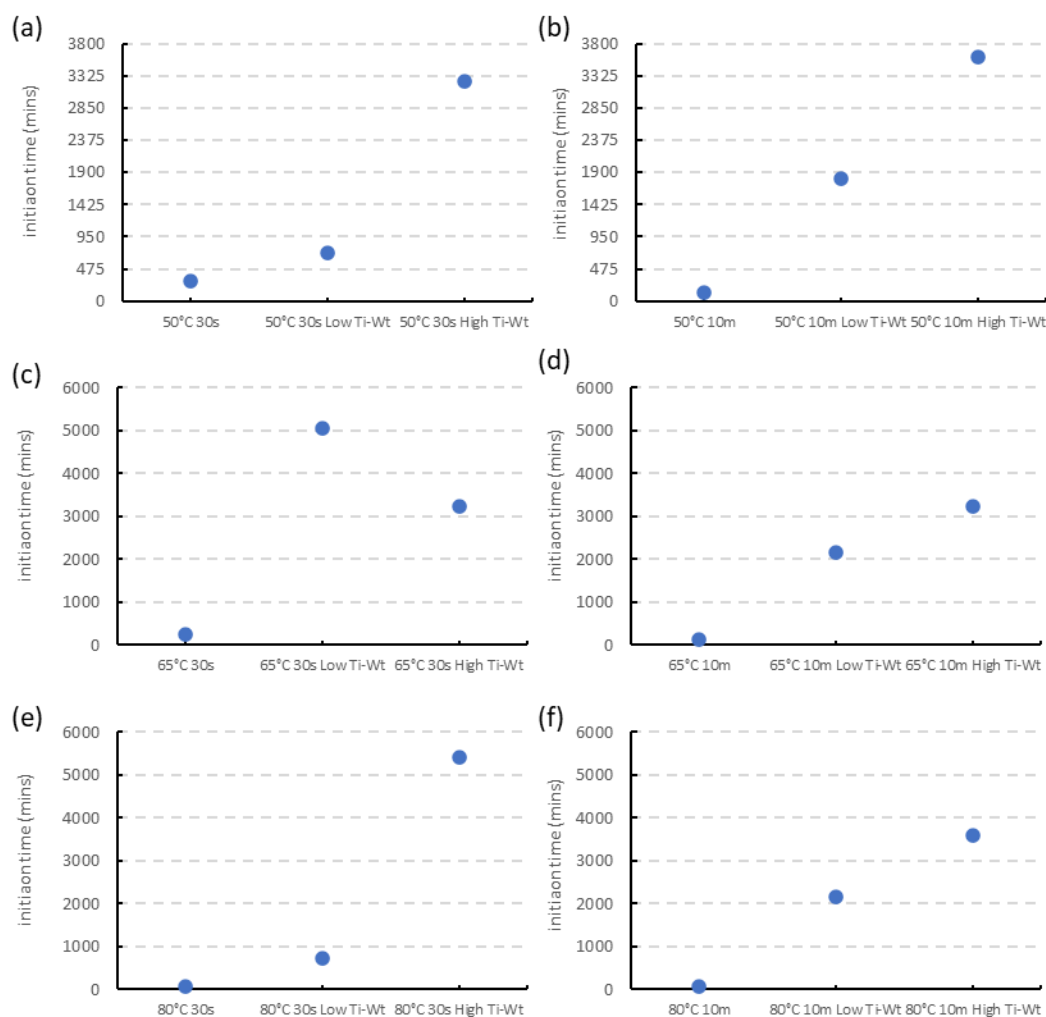 (a)
3800
3325
2850
2375
1900
1425
950
475
0
initiaon time (mins)
50°C 30s 50°C 30s Low Ti-Wt 50°C 30s High Ti-Wt
(b)
3800
3325
2850
2375
1900
1425
950
475
0
initiaon time (mins)
50°C 10m 50°C 10m Low Ti-Wt 50°C 10m High Ti-Wt
(c)
6000
5000
4000
3000
2000
1000
0
initiaon time (mins)
65°C 30s 65°C 30s Low Ti-Wt 65°C 30s High Ti-Wt
(d)
6000
5000
4000
3000
2000
1000
0
initiaon time (mins)
65°C 10m 65°C 10m Low Ti-Wt 65°C 10m High Ti-Wt
(e)
6000
5000
4000
3000
2000
1000
0
initiaon time (mins)
80°C 30s 80°C 30s Low Ti-Wt 80°C 30s High Ti-Wt
(f)
6000
5000
4000
3000
2000
1000
0
initiaon time (mins)
80°C 10m 80°C 10m Low Ti-Wt 80°C 10m High Ti-Wt